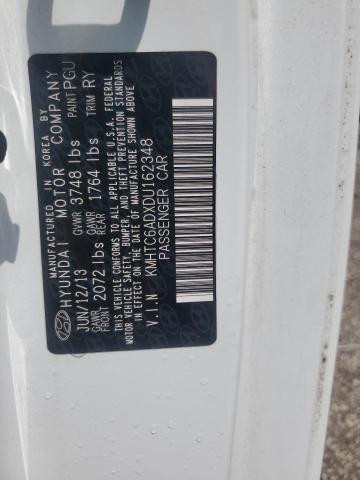 MANUFACTURED IN KOREA BY
HYUNDAI MOTOR COMPANY
JUN/12/13 GVWR 3748 lbs PAINT PGU
GAWR FRONT 2072 lbs GAWR REAR 1764 lbs TRIM RY
THIS VEHICLE CONFORMS TO ALL APPLICABLE U.S.A. FEDERAL
MOTOR VEHICLE SAFETY, BUMPER, AND THEFT PREVENTION STANDARDS
IN EFFECT ON THE DATE OF MANUFACTURE SHOWN ABOVE
V.I.N KMHTC6ADXDU162348
PASSENGER CAR